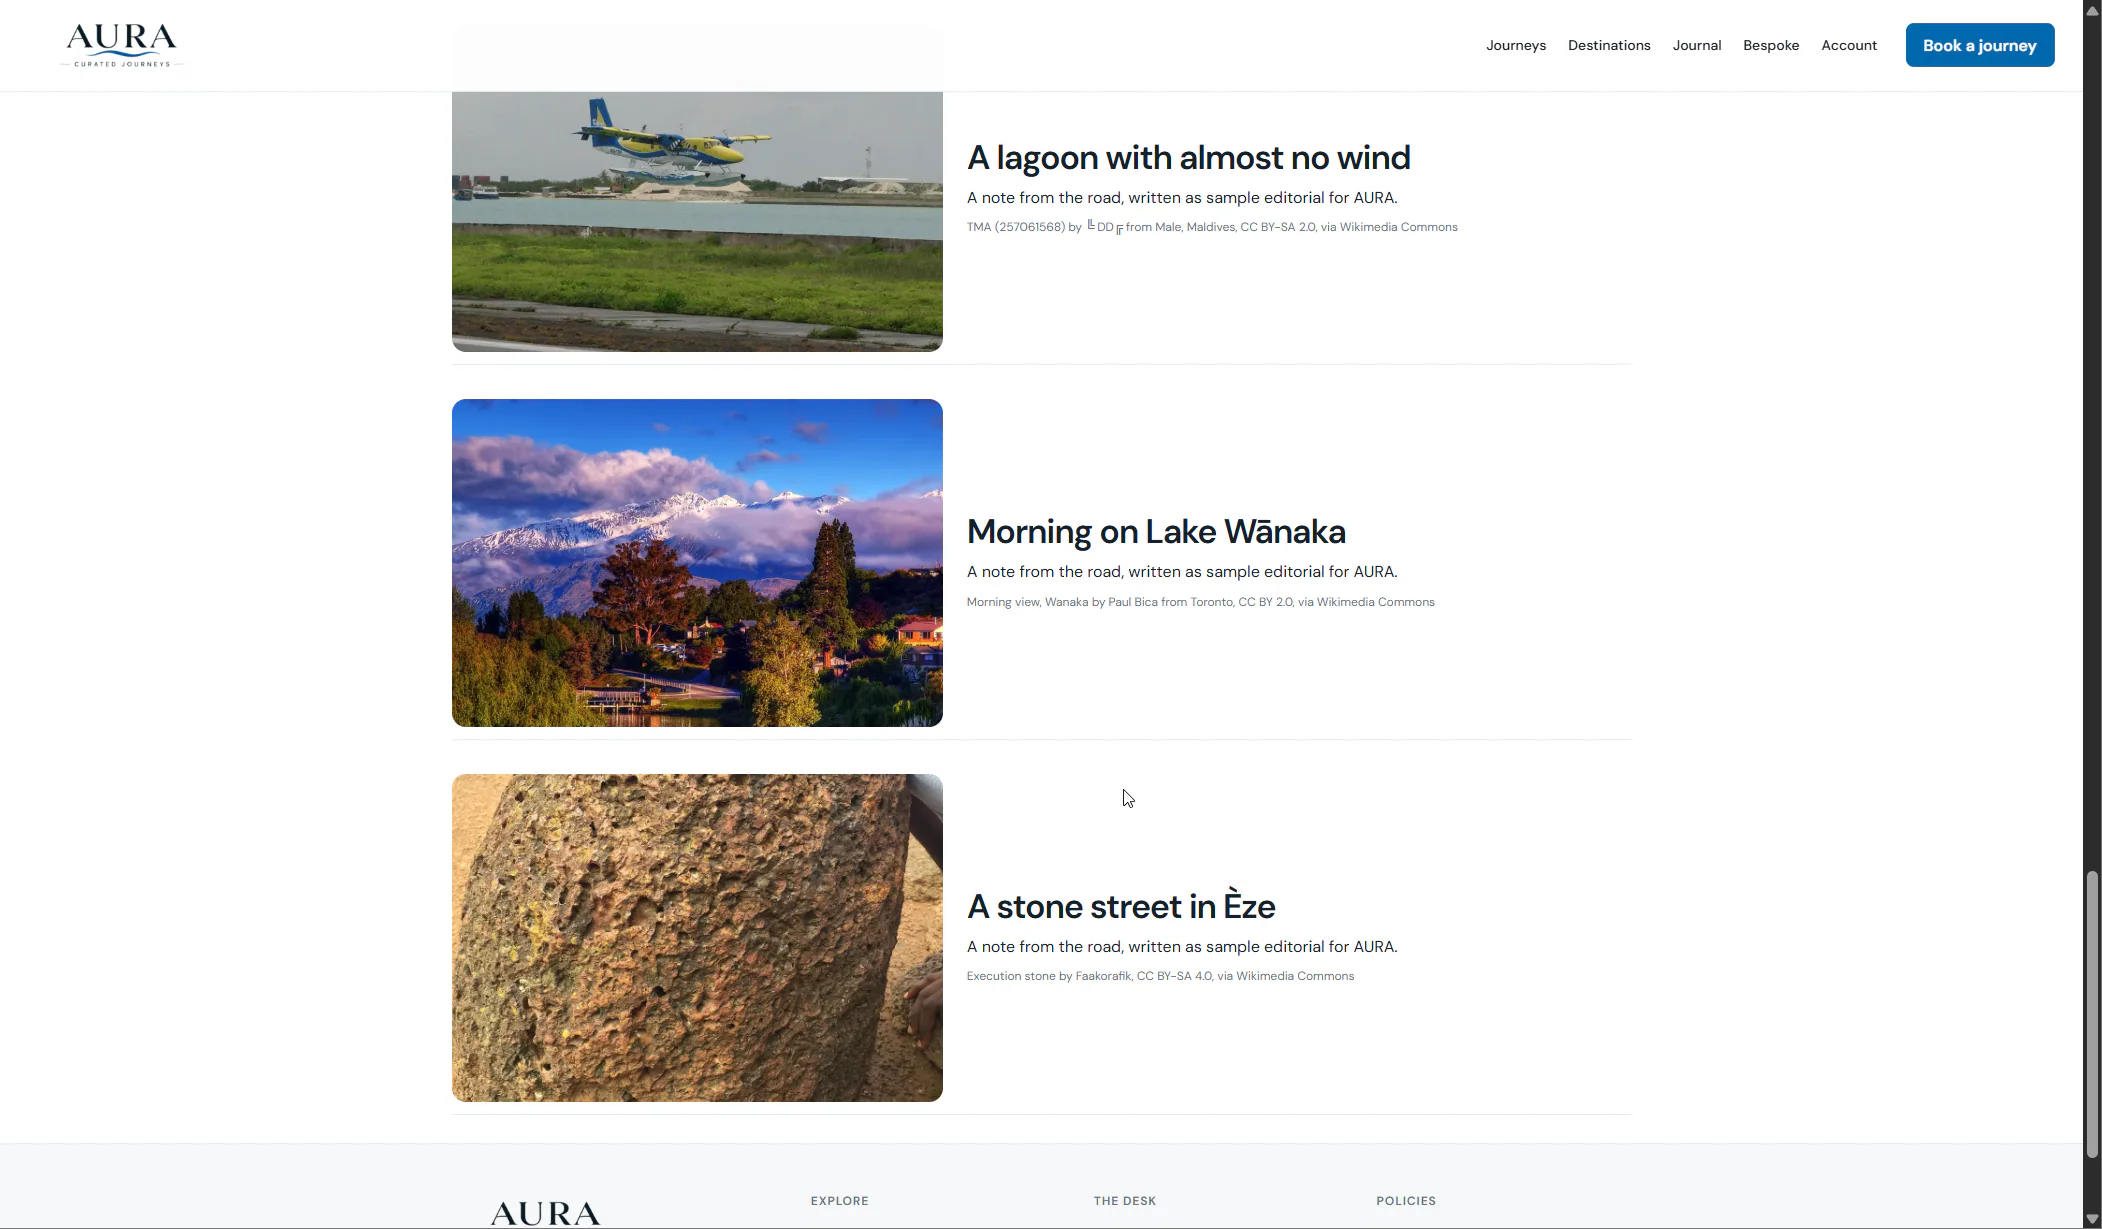 AURA
CURATED JOURNEYS
Journeys
Destinations
Journal
Bespoke
Account
Book a journey
A lagoon with almost no wind
A note from the road, written as sample editorial for AURA.
TMA (257061568) by ╚ DD╔ from Male, Maldives, CC BY-SA 2.0, via Wikimedia Commons
Morning on Lake Wānaka
A note from the road, written as sample editorial for AURA.
Morning view, Wanaka by Paul Bica from Toronto, CC BY 2.0, via Wikimedia Commons
A stone street in Èze
A note from the road, written as sample editorial for AURA.
Execution stone by Faakorafik, CC BY-SA 4.0, via Wikimedia Commons
AURA
EXPLORE
THE DESK
POLICIES